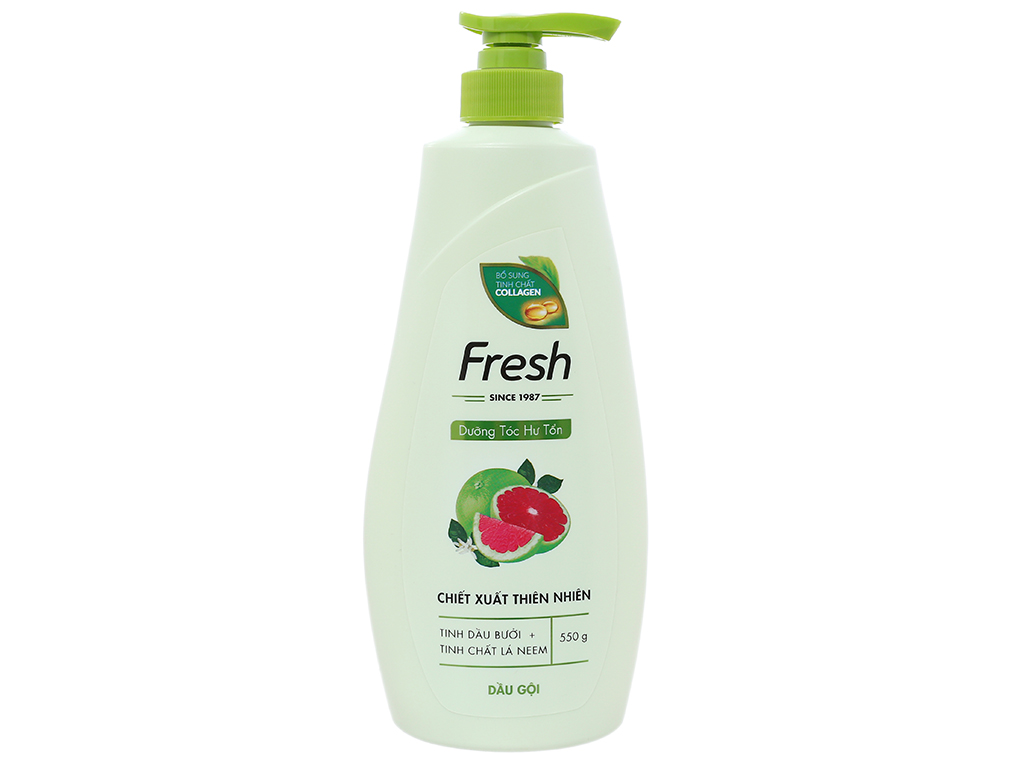 BỔ SUNG
TINH CHẤT
COLLAGEN
Fresh
SINCE 1987
Dưỡng Tóc Hư Tổn
CHIẾT XUẤT THIÊN NHIÊN
TINH DẦU BƯỞI +
TINH CHẤT LÁ NEEM
550 g
DẦU GỘI